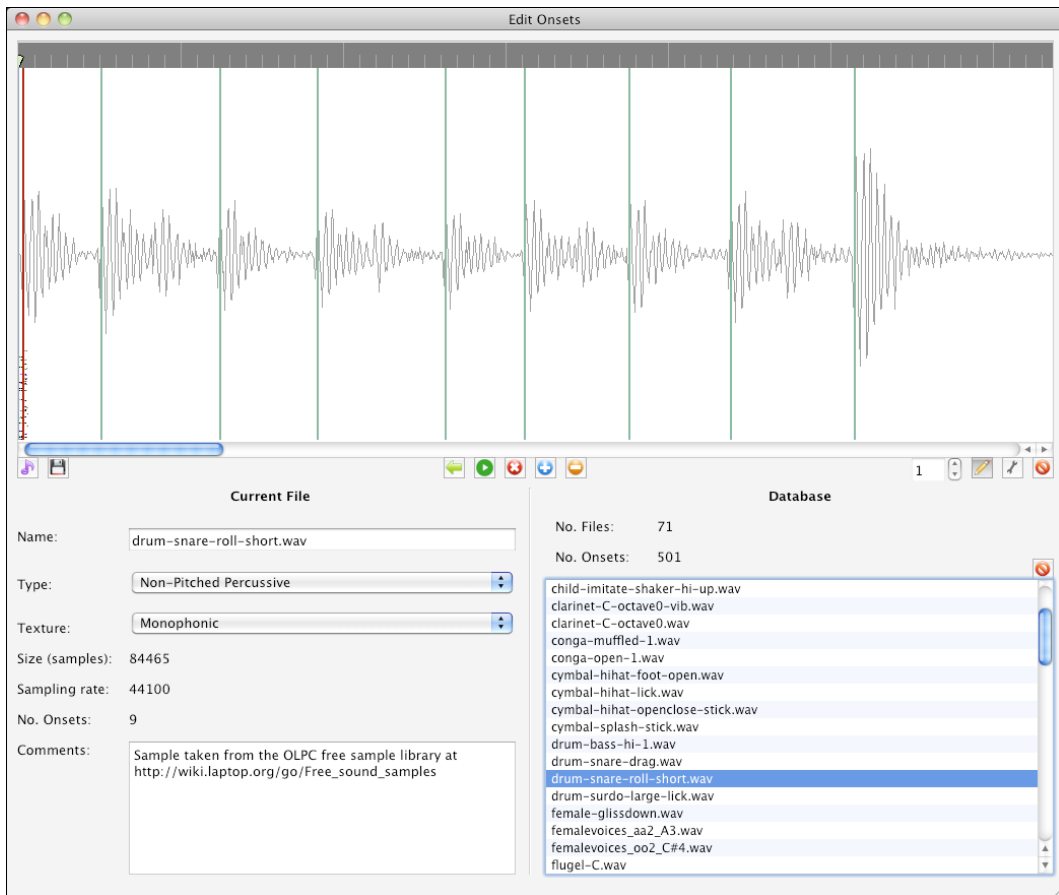 Edit Onsets
1
Current File
Name: drum-snare-roll-short.wav
Type: Non-Pitched Percussive
Texture: Monophonic
Size (samples): 84465
Sampling rate: 44100
No. Onsets: 9
Comments: Sample taken from the OLPC free sample library at
http://wiki.laptop.org/go/Free_sound_samples
Database
No. Files: 71
No. Onsets: 501
child-imitate-shaker-hi-up.wav
clarinet-C-octave0-vib.wav
clarinet-C-octave0.wav
conga-muffled-1.wav
conga-open-1.wav
cymbal-hihat-foot-open.wav
cymbal-hihat-lick.wav
cymbal-hihat-openclose-stick.wav
cymbal-splash-stick.wav
drum-bass-hi-1.wav
drum-snare-drag.wav
drum-snare-roll-short.wav
drum-surdo-large-lick.wav
female-glissdown.wav
femalevoices_aa2_A3.wav
femalevoices_oo2_C#4.wav
flugel-C.wav